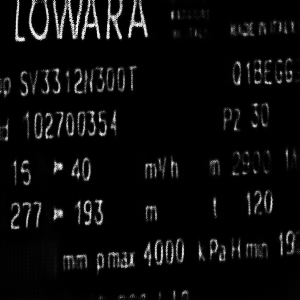 LOWARA MADE IN ITALY
SV3312N300T Q1BEGG
102700354 P2 30
15 ► 40 m³/h n 2900
277 ► 193 m t 120
mm pmax 4000 kPa H min 19